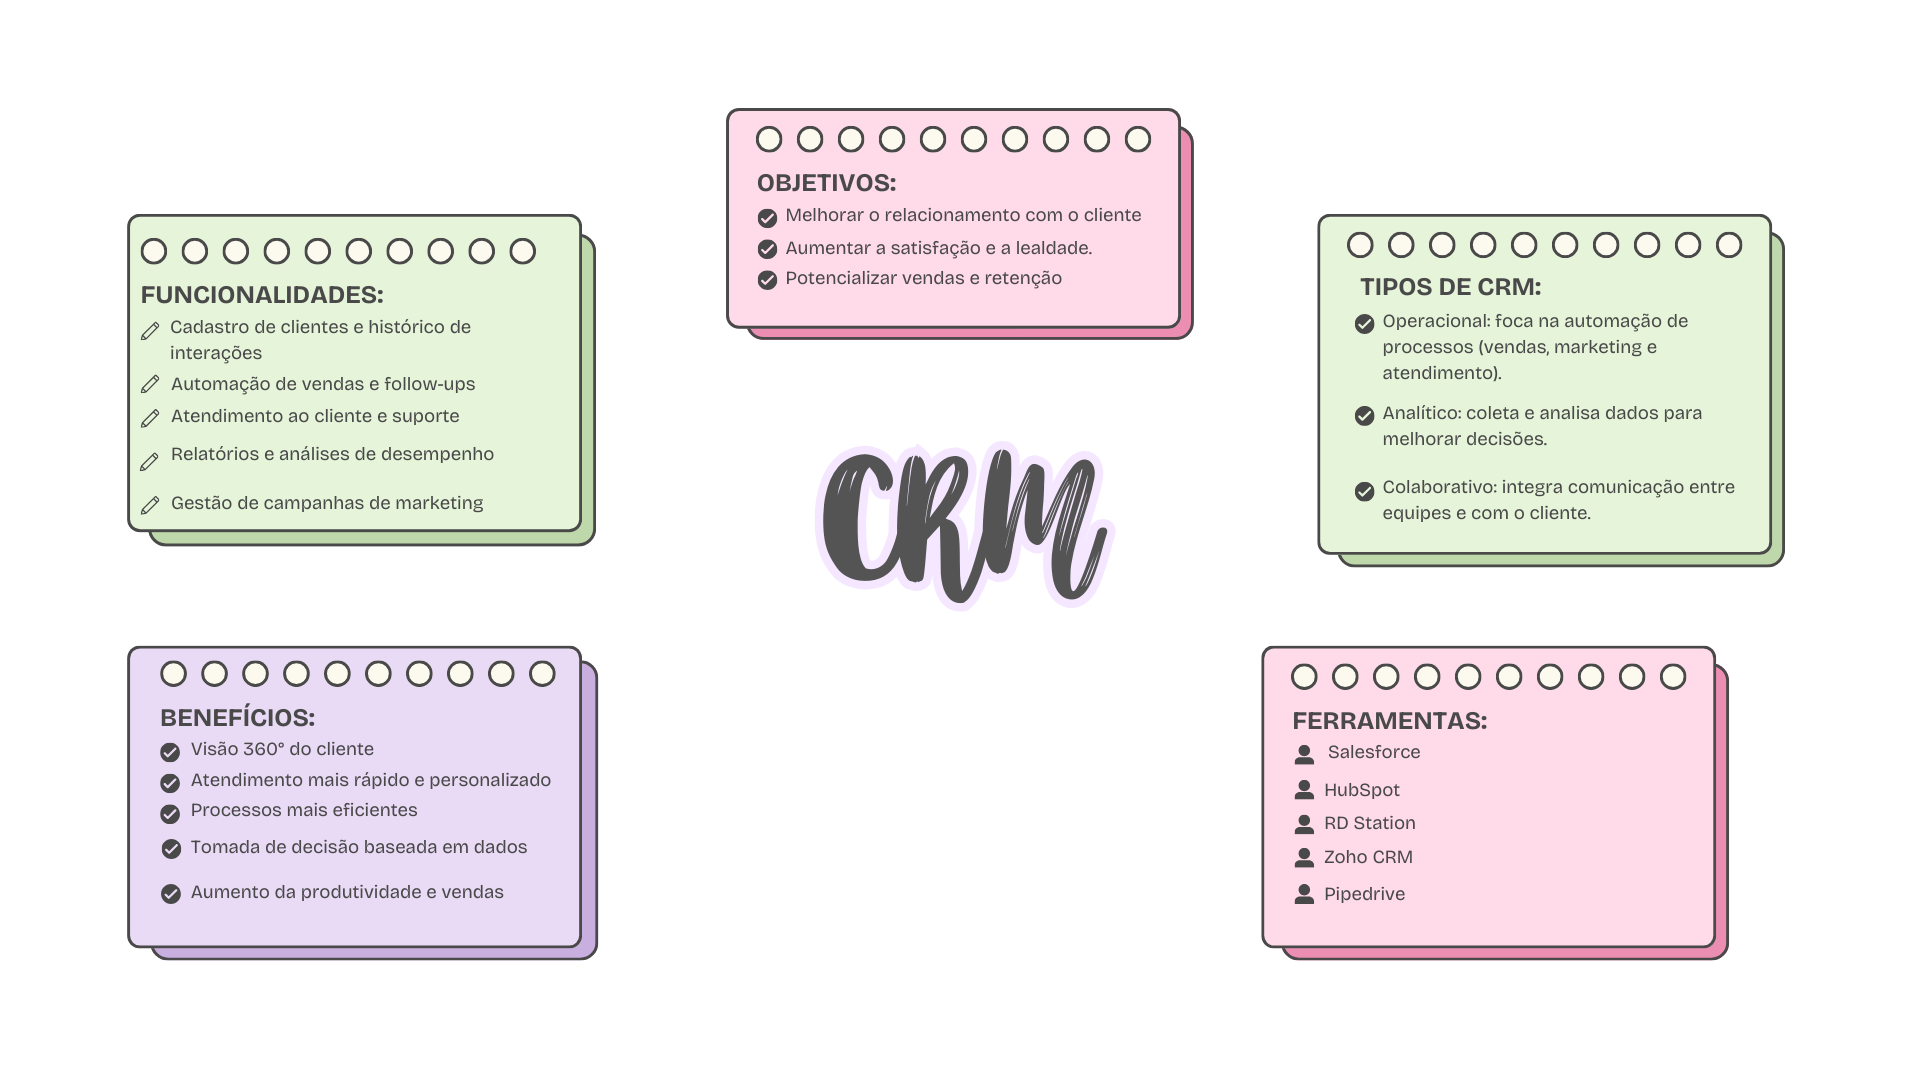 OBJETIVOS:
Melhorar o relacionamento com o cliente
Aumentar a satisfação e a lealdade.
Potencializar vendas e retenção
FUNCIONALIDADES:
Cadastro de clientes e histórico de
interações
Automação de vendas e follow-ups
Atendimento ao cliente e suporte
Relatórios e análises de desempenho
Gestão de campanhas de marketing
TIPOS DE CRM:
Operacional: foca na automação de
processos (vendas, marketing e
atendimento).
Analítico: coleta e analisa dados para
melhorar decisões.
Colaborativo: integra comunicação entre
equipes e com o cliente.
CRM
BENEFÍCIOS:
Visão 360° do cliente
Atendimento mais rápido e personalizado
Processos mais eficientes
Tomada de decisão baseada em dados
Aumento da produtividade e vendas
FERRAMENTAS:
Salesforce
HubSpot
RD Station
Zoho CRM
Pipedrive